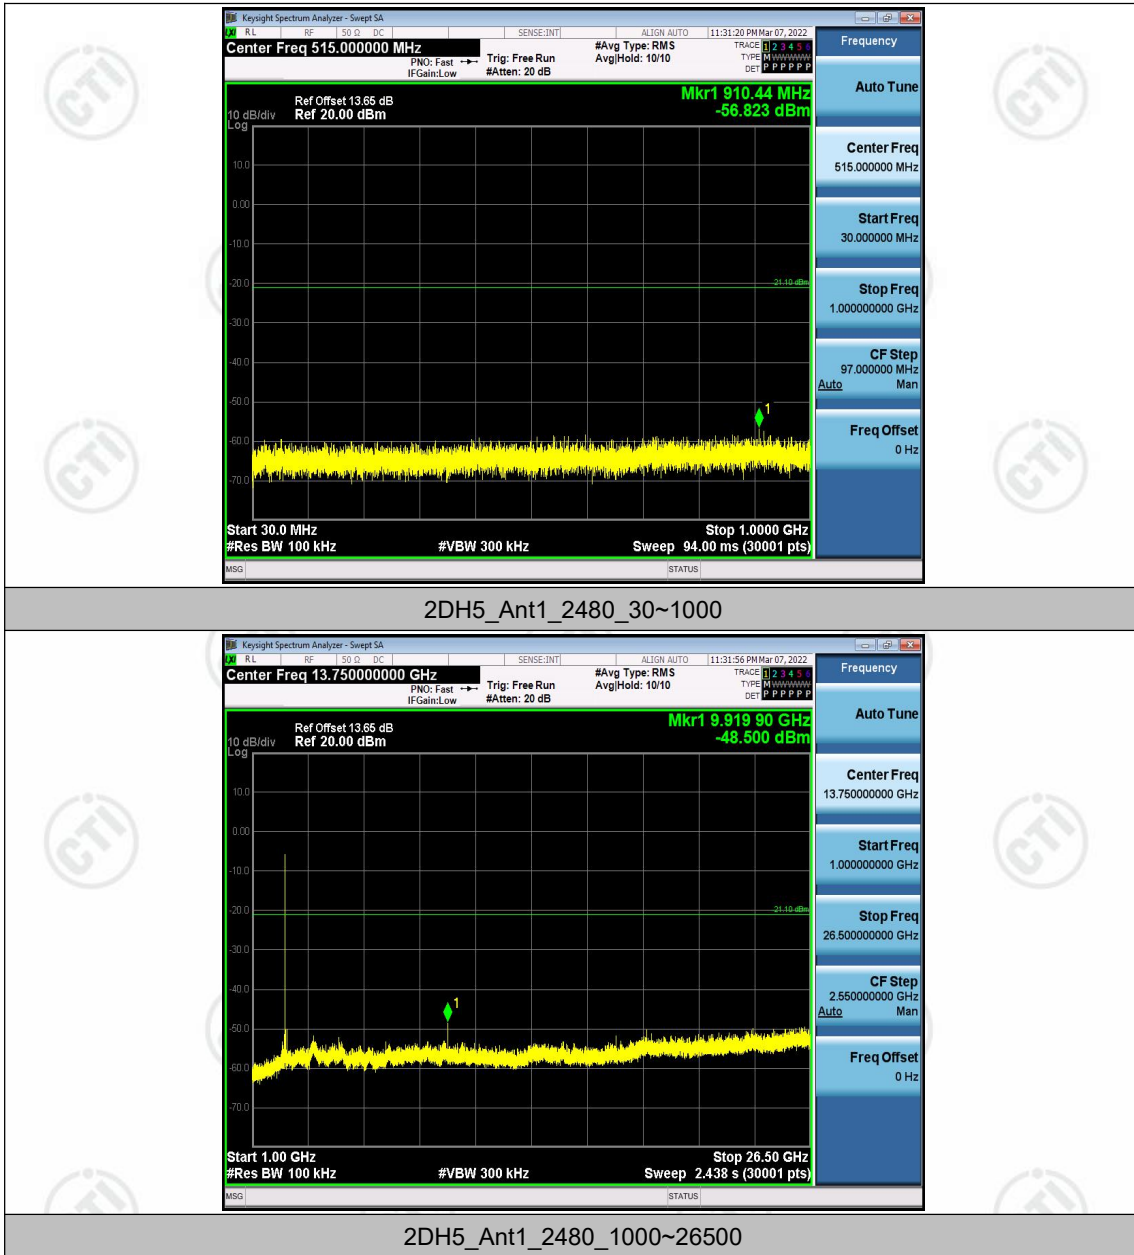 Keysight Spectrum Analyzer - Swept SA
LXI RL RF 50 Ω DC SENSE:INT ALIGN AUTO 11:31:20 PM Mar 07, 2022
Center Freq 515.000000 MHz
PNO: Fast
IFGain:Low
Trig: Free Run
#Atten: 20 dB
#Avg Type: RMS
Avg|Hold: 10/10
TRACE 1 2 3 4 5 6
TYPE M WWWWW
DET P P P P P P
Ref Offset 13.65 dB
10 dB/div Ref 20.00 dBm
Log
Mkr1 910.44 MHz
-56.823 dBm
10.0
0.00
-10.0
-20.0
-21.10 dBm
-30.0
-40.0
-50.0
1
-60.0
-70.0
Start 30.0 MHz Stop 1.0000 GHz
#Res BW 100 kHz #VBW 300 kHz Sweep 94.00 ms (30001 pts)
MSG STATUS
Frequency
Auto Tune
Center Freq
515.000000 MHz
Start Freq
30.000000 MHz
Stop Freq
1.000000000 GHz
CF Step
97.000000 MHz
Auto Man
Freq Offset
0 Hz
2DH5_Ant1_2480_30~1000
Keysight Spectrum Analyzer - Swept SA
LXI RL RF 50 Ω DC SENSE:INT ALIGN AUTO 11:31:56 PM Mar 07, 2022
Center Freq 13.750000000 GHz
PNO: Fast
IFGain:Low
Trig: Free Run
#Atten: 20 dB
#Avg Type: RMS
Avg|Hold: 10/10
TRACE 1 2 3 4 5 6
TYPE M WWWWW
DET P P P P P P
Ref Offset 13.65 dB
10 dB/div Ref 20.00 dBm
Log
Mkr1 9.919 90 GHz
-48.500 dBm
10.0
0.00
-10.0
-20.0
-21.10 dBm
-30.0
-40.0
1
-50.0
-60.0
-70.0
Start 1.00 GHz Stop 26.50 GHz
#Res BW 100 kHz #VBW 300 kHz Sweep 2.438 s (30001 pts)
MSG STATUS
Frequency
Auto Tune
Center Freq
13.750000000 GHz
Start Freq
1.000000000 GHz
Stop Freq
26.500000000 GHz
CF Step
2.550000000 GHz
Auto Man
Freq Offset
0 Hz
2DH5_Ant1_2480_1000~26500
CTI
CTI
CTI
CTI
CTI
CTI